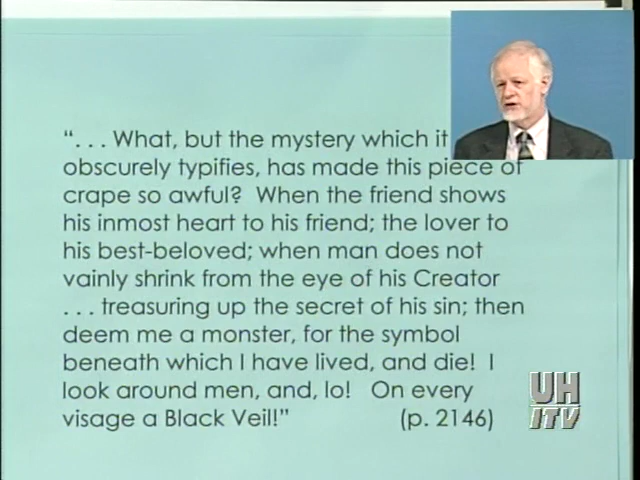 “. . . What, but the mystery which it
obscurely typifies, has made this piece of
crape so awful? When the friend shows
his inmost heart to his friend; the lover to
his best-beloved; when man does not
vainly shrink from the eye of his Creator
. . . treasuring up the secret of his sin; then
deem me a monster, for the symbol
beneath which I have lived, and die! I
look around men, and, lo! On every
visage a Black Veil!” (p. 2146)
UH
ITV